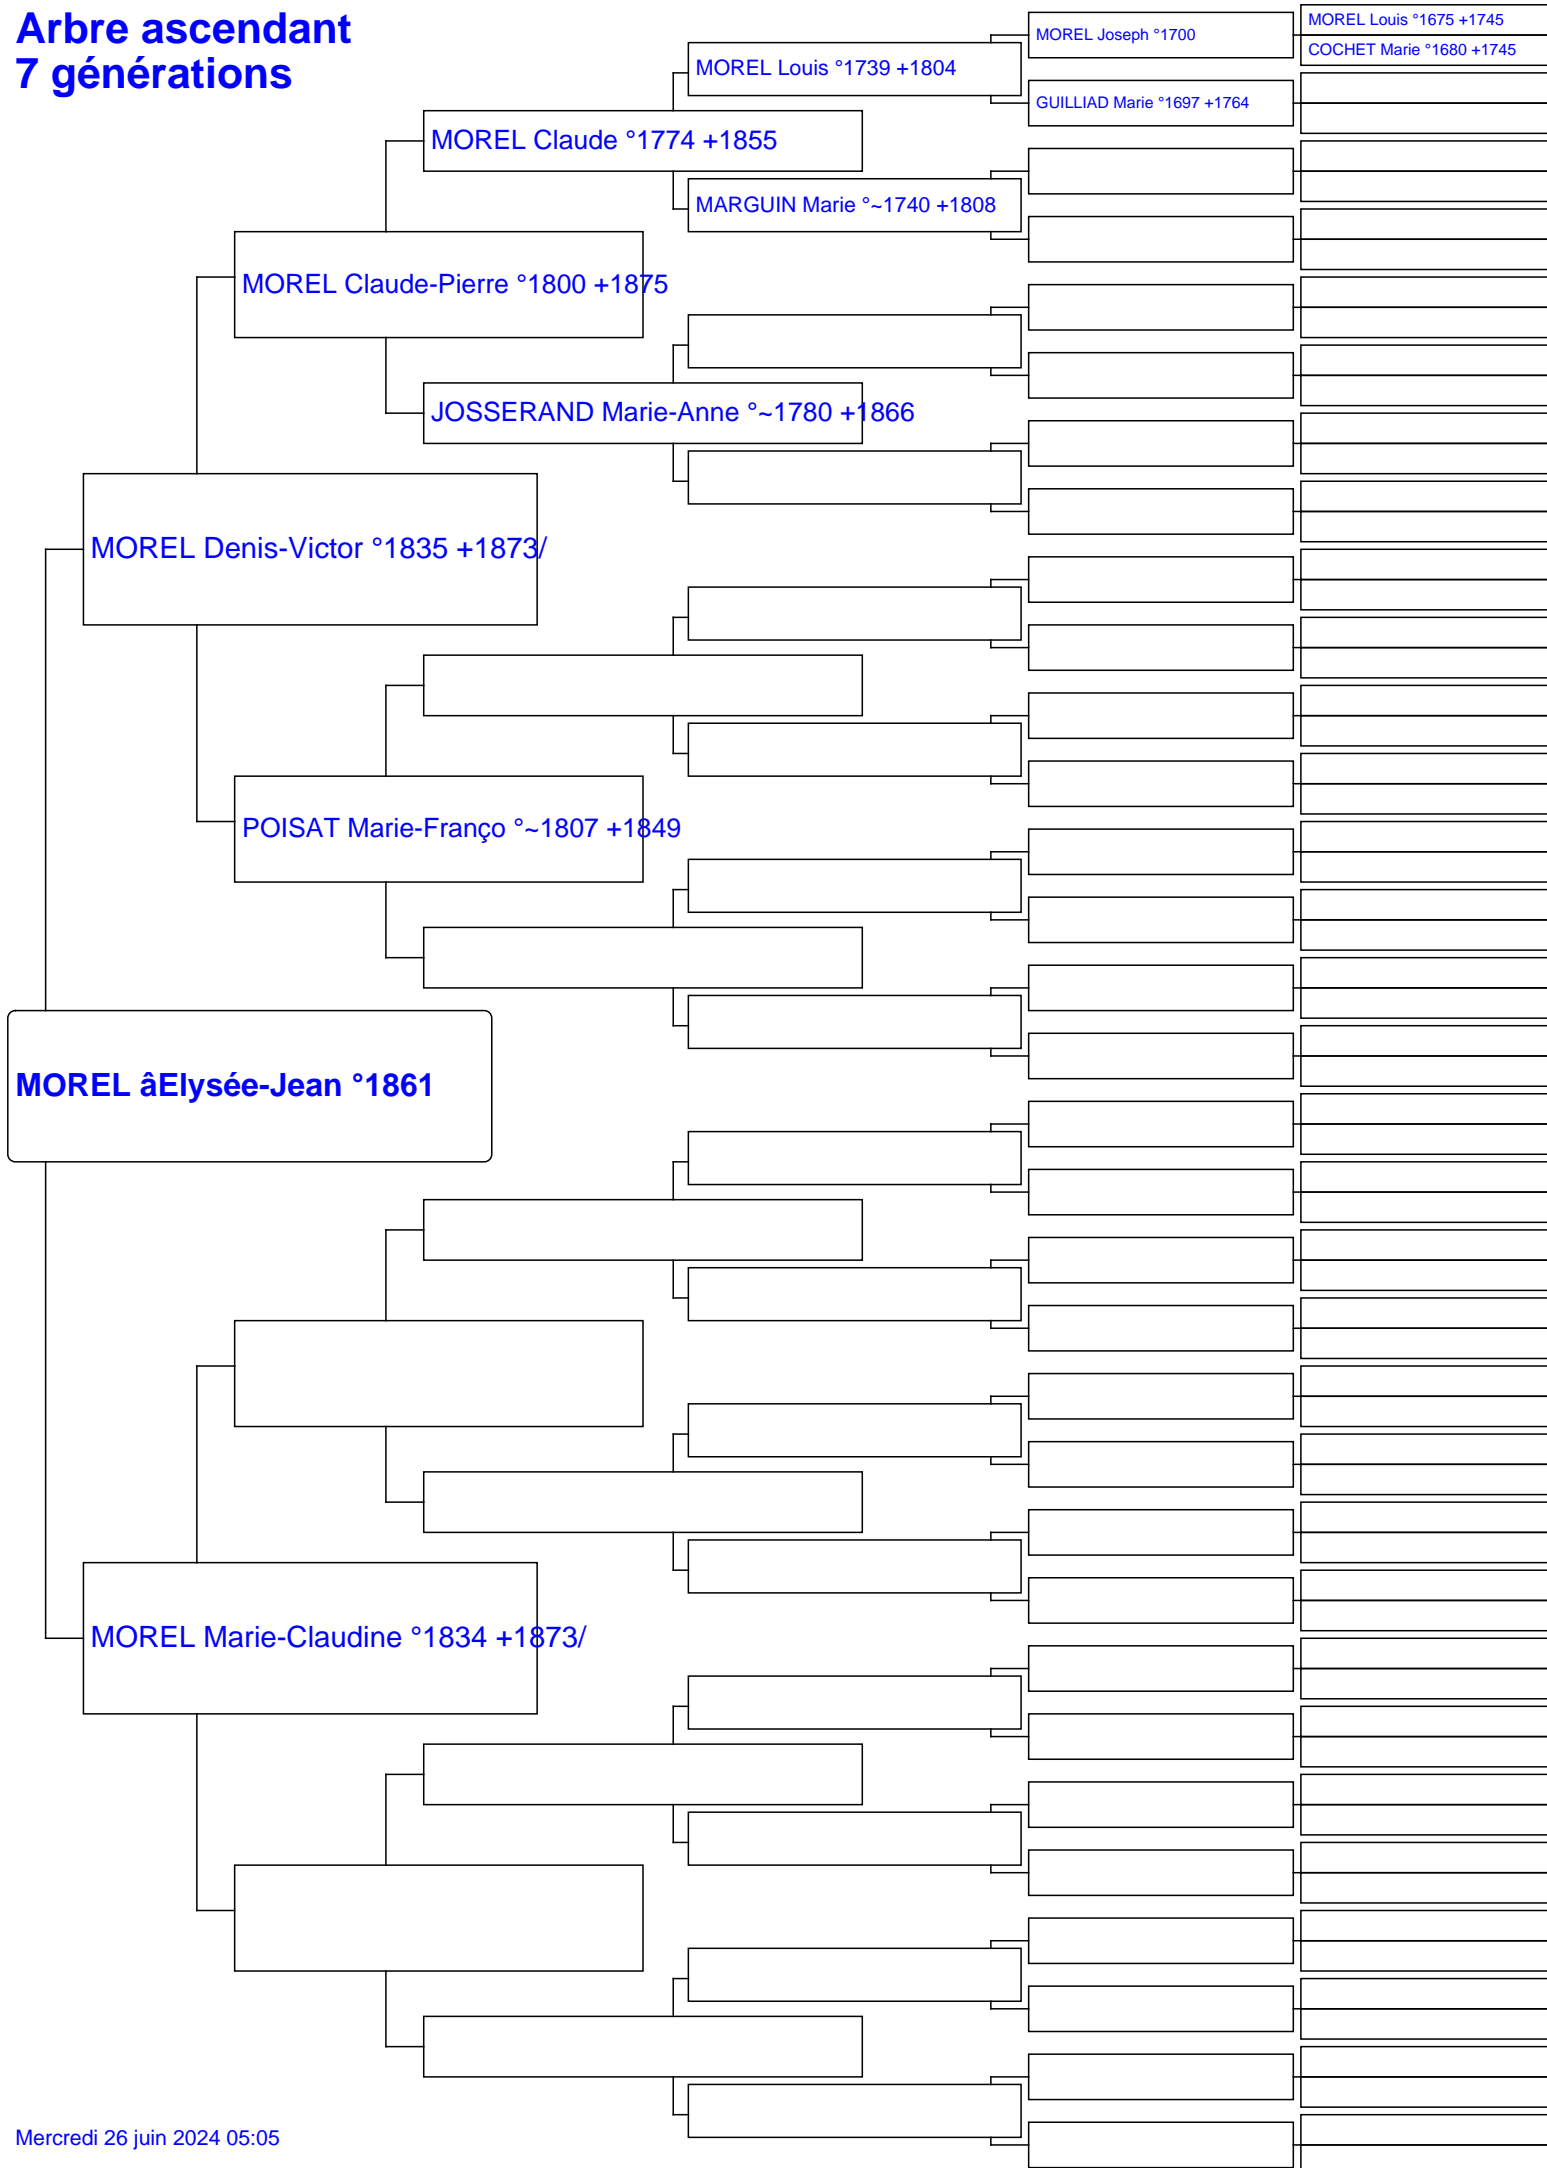 Arbre ascendant
7 générations
MOREL Louis °1675 +1745
MOREL Joseph °1700
COCHET Marie °1680 +1745
MOREL Louis °1739 +1804
GUILLIAD Marie °1697 +1764
MOREL Claude °1774 +1855
MARGUIN Marie °~1740 +1808
MOREL Claude-Pierre °1800 +1875
JOSSERAND Marie-Anne °~1780 +1866
MOREL Denis-Victor °1835 +1873/
POISAT Marie-Franço °~1807 +1849
MOREL âElysée-Jean °1861
MOREL Marie-Claudine °1834 +1873/
Mercredi 26 juin 2024 05:05